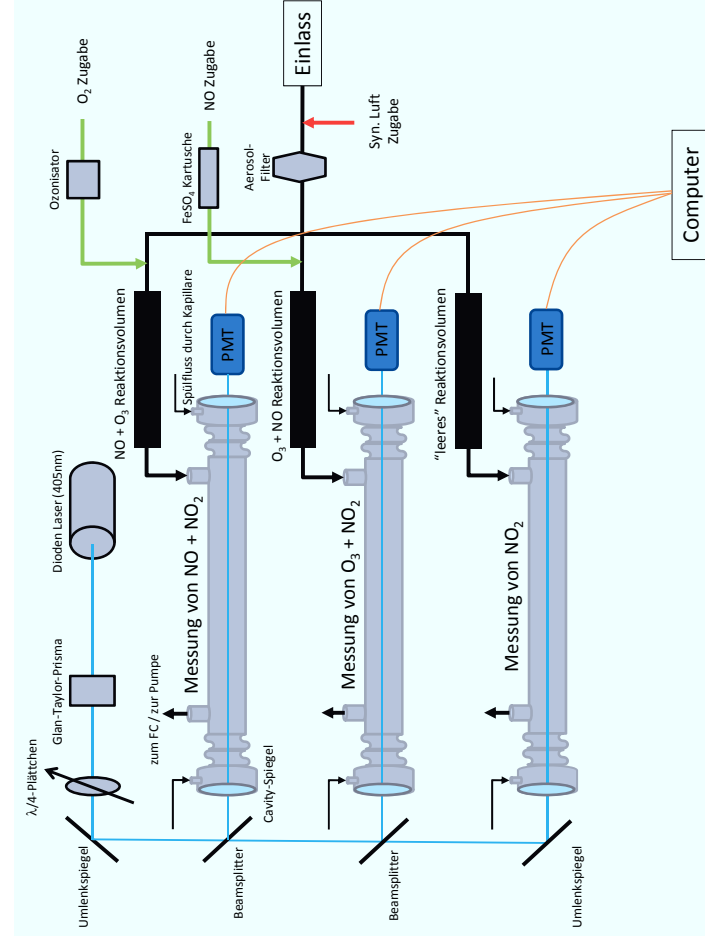 λ/4-Plättchen
Glan-Taylor-Prisma
Dioden Laser (405nm)
Umlenkspiegel
Ozonisator
O₂ Zugabe
zum FC / zur Pumpe
NO + O₃ Reaktionsvolumen
Messung von NO + NO₂
Spülfluss durch Kapillare
PMT
Cavity-Spiegel
Beamsplitter
FeSO₄ Kartusche
NO Zugabe
Aerosol-
Filter
Einlass
Syn. Luft
Zugabe
O₃ + NO Reaktionsvolumen
Messung von O₃ + NO₂
PMT
Beamsplitter
"leeres" Reaktionsvolumen
Messung von NO₂
PMT
Umlenkspiegel
Computer